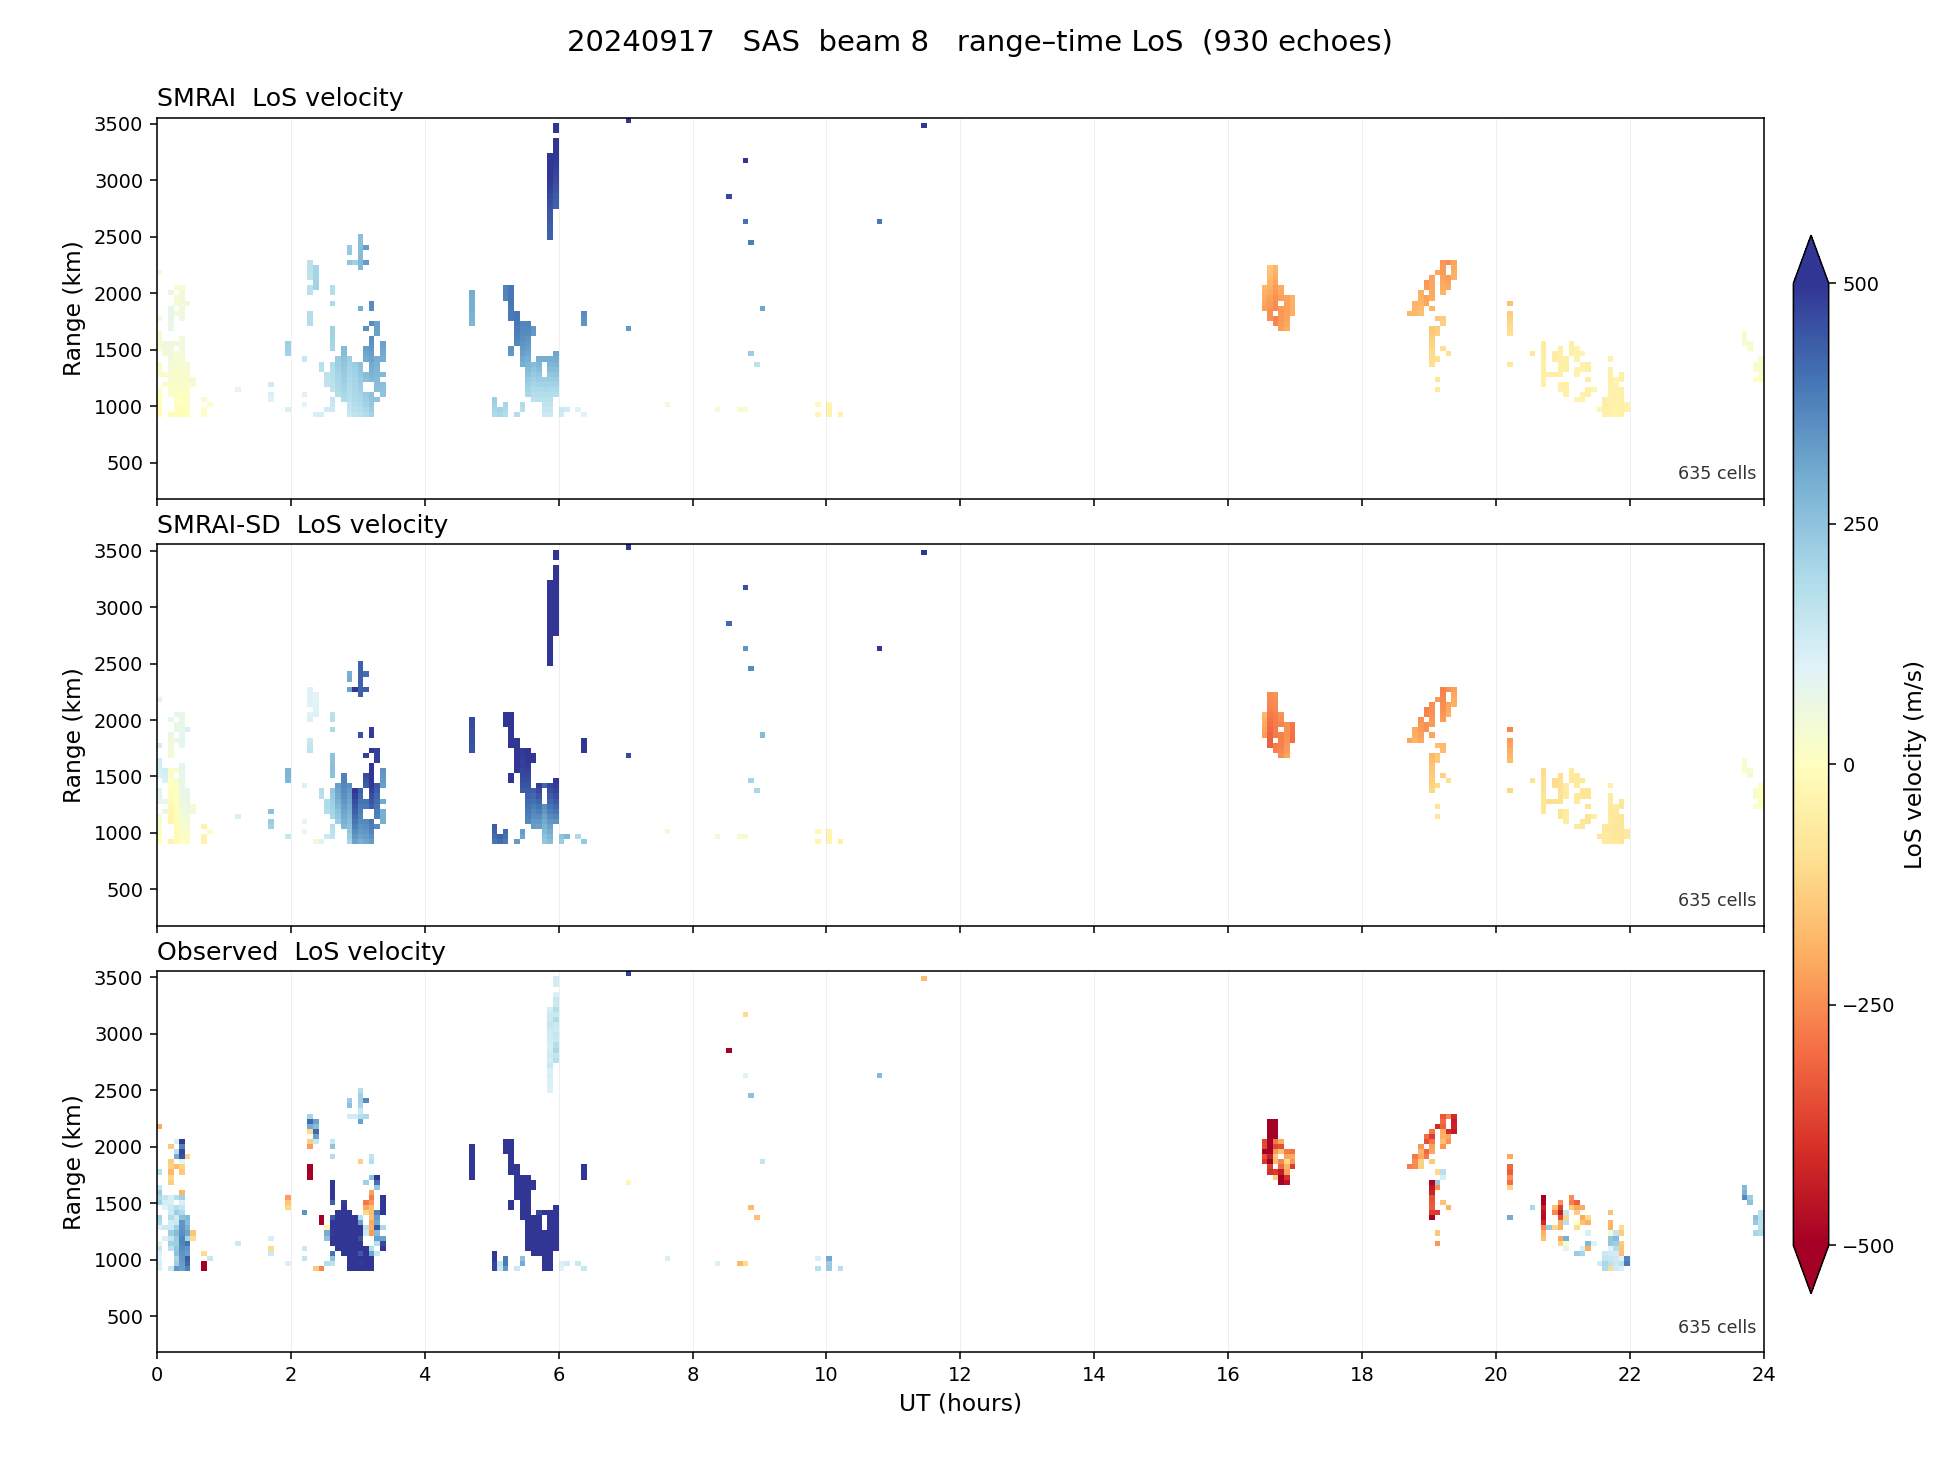 20240917   SAS  beam 8   range–time LoS  (930 echoes)
SMRAI  LoS velocity
3500
3000
2500
2000
1500
1000
500
Range (km)
635 cells
SMRAI-SD  LoS velocity
3500
3000
2500
2000
1500
1000
500
Range (km)
635 cells
Observed  LoS velocity
3500
3000
2500
2000
1500
1000
500
Range (km)
635 cells
0 2 4 6 8 10 12 14 16 18 20 22 24
UT (hours)
500
250
0
−250
−500
LoS velocity (m/s)